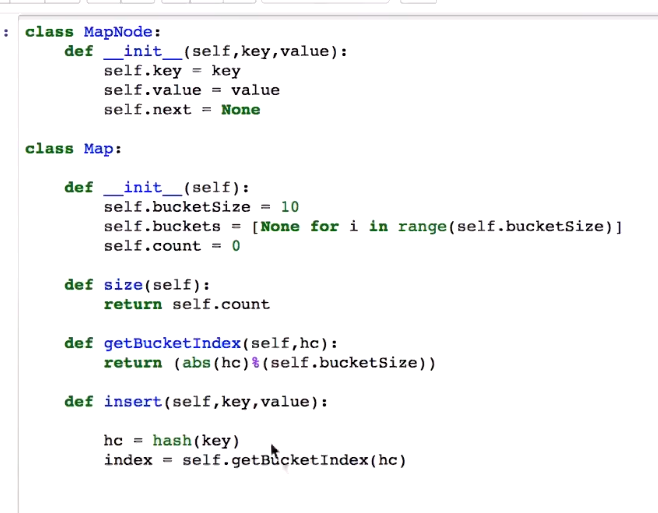 class MapNode:
    def __init__(self,key,value):
        self.key = key
        self.value = value
        self.next = None
class Map:
    def __init__(self):
        self.bucketSize = 10
        self.buckets = [None for i in range(self.bucketSize)]
        self.count = 0
    def size(self):
        return self.count
    def getBucketIndex(self,hc):
        return (abs(hc)%(self.bucketSize))
    def insert(self,key,value):
        hc = hash(key)
        index = self.getBucketIndex(hc)